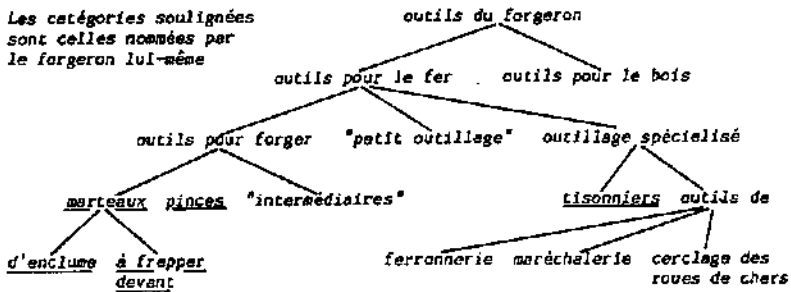 Les catégories soulignées
sont celles nommées par
le forgeron lui-même
outils du forgeron
outils pour le fer outils pour le bois
outils pour forger "petit outillage" outillage spécialisé
marteaux pinces "intermédiaires" tisonniers outils de
d'enclume à frapper
devant
ferronnerie maréchalerie cerclage des
roues de chars